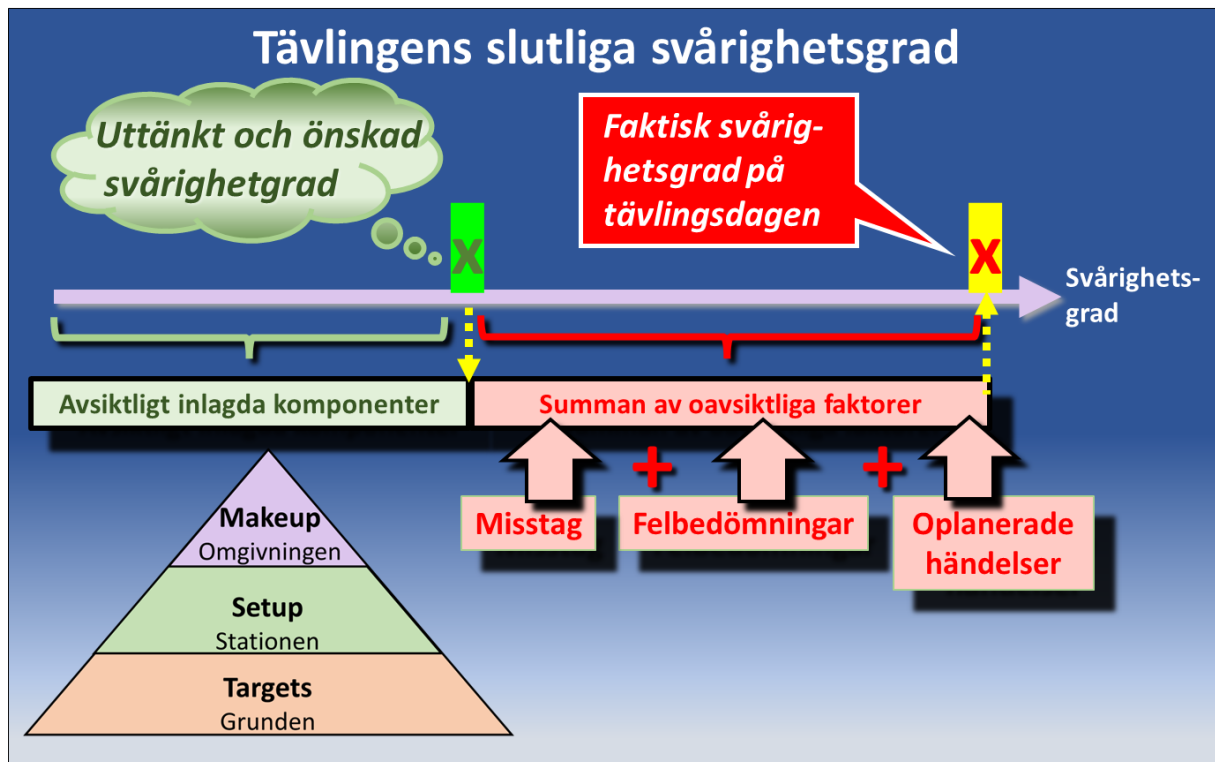 Tävlingens slutliga svårighetsgrad
Uttänkt och önskad
svårighetgrad
Faktisk svårig-
hetsgrad på
tävlingsdagen
X
X
Svårighets-
grad
Avsiktligt inlagda komponenter
Summan av oavsiktliga faktorer
Makeup
Omgivningen
Setup
Stationen
Targets
Grunden
Misstag
+
Felbedömningar
+
Oplanerade
händelser